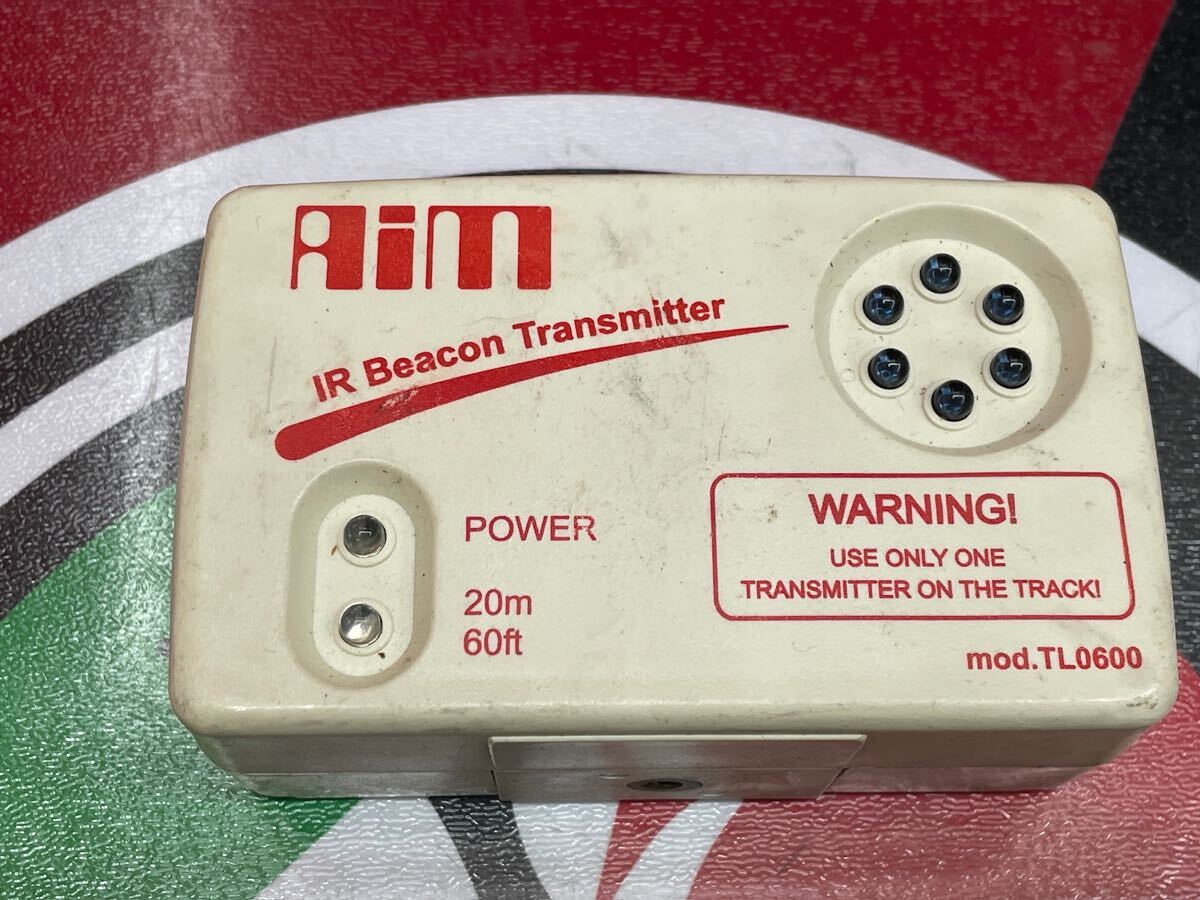 AiM
IR Beacon Transmitter
POWER
20m
60ft
WARNING!
USE ONLY ONE
TRANSMITTER ON THE TRACK!
mod.TL0600